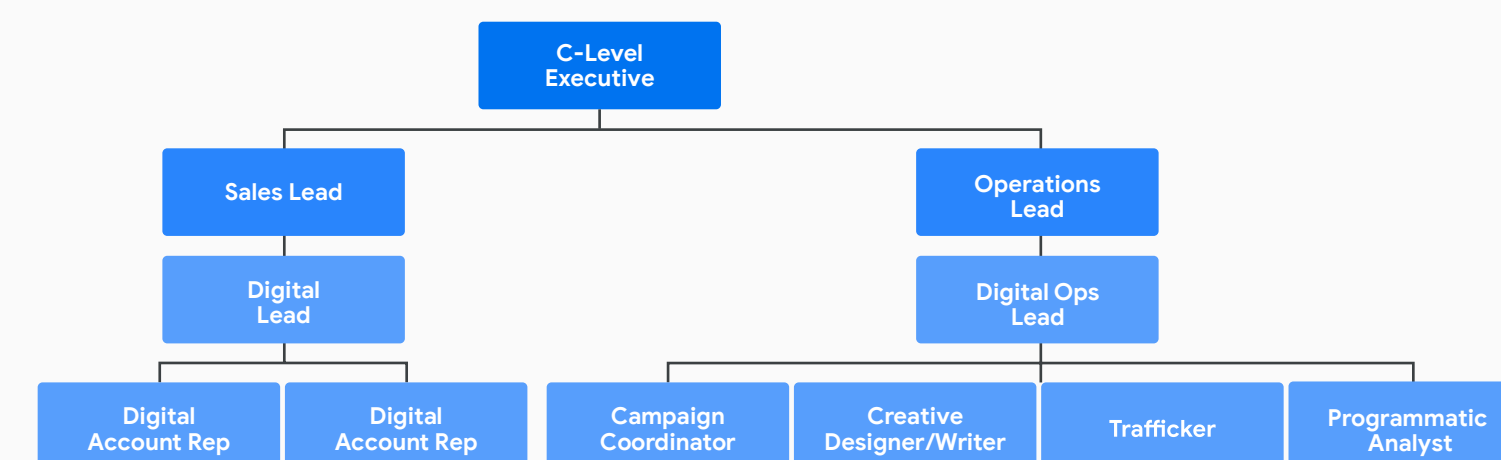 C-Level
Executive
Sales Lead
Operations
Lead
Digital
Lead
Digital Ops
Lead
Digital
Account Rep
Digital
Account Rep
Campaign
Coordinator
Creative
Designer/Writer
Trafficker
Programmatic
Analyst